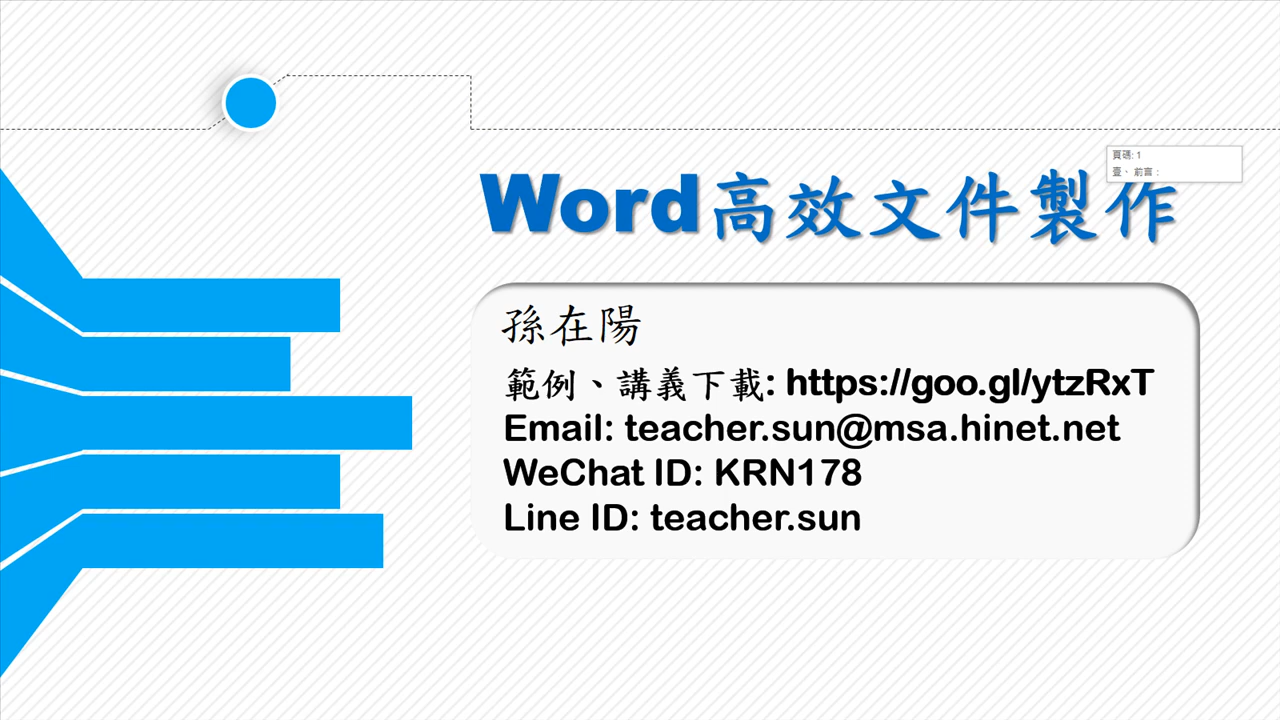 頁碼: 1
壹、 前言 :
Word高效文件製作
孫在陽
範例、講義下載: https://goo.gl/ytzRxT
Email: teacher.sun@msa.hinet.net
WeChat ID: KRN178
Line ID: teacher.sun